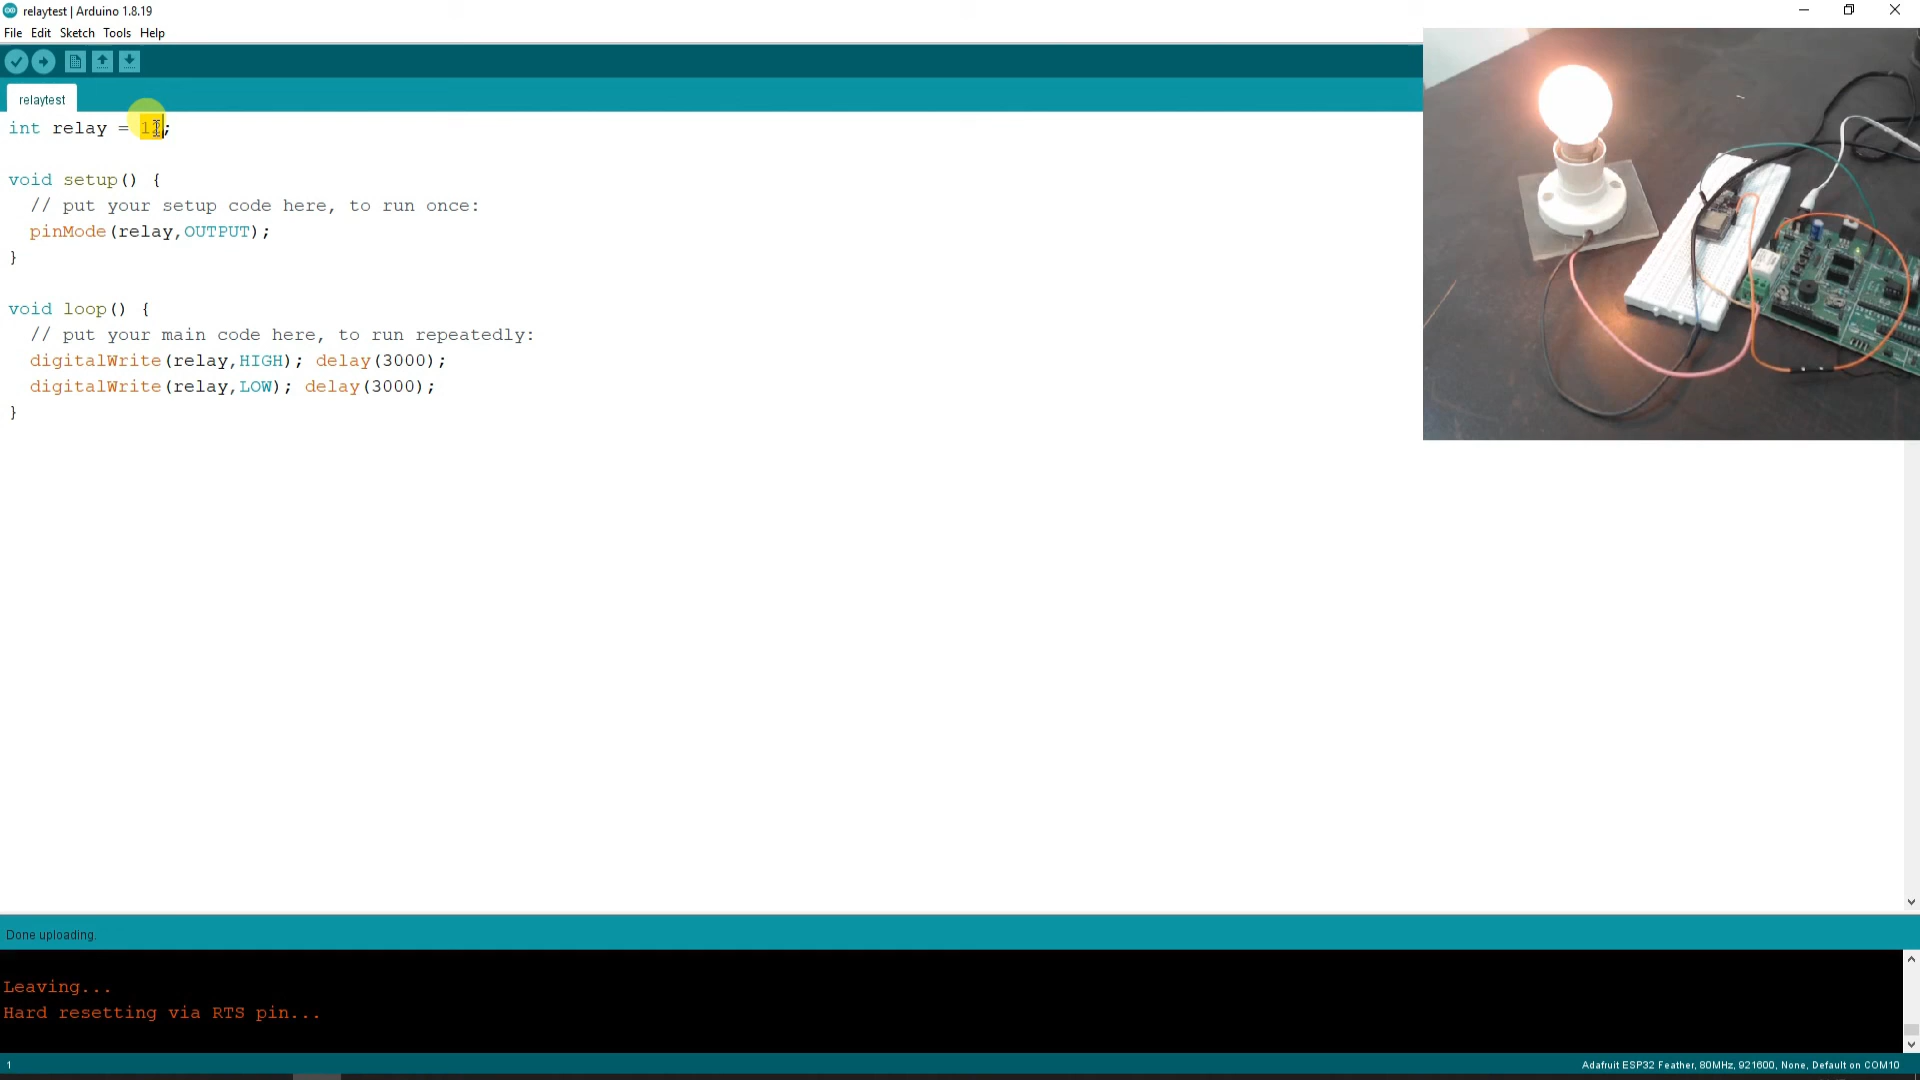 relaytest | Arduino 1.8.19
File Edit Sketch Tools Help
relaytest
int relay =
void setup() {
// put your setup code here, to run once:
pinMode(relay,OUTPUT);
}
void loop() {
// put your main code here, to run repeatedly:
digitalWrite(relay,HIGH); delay(3000);
digitalWrite(relay,LOW); delay(3000);
}
Done uploading.
Leaving...
Hard resetting via RTS pin...
1
Adafruit ESP32 Feather, 80MHz, 921600, None, Default on COM10